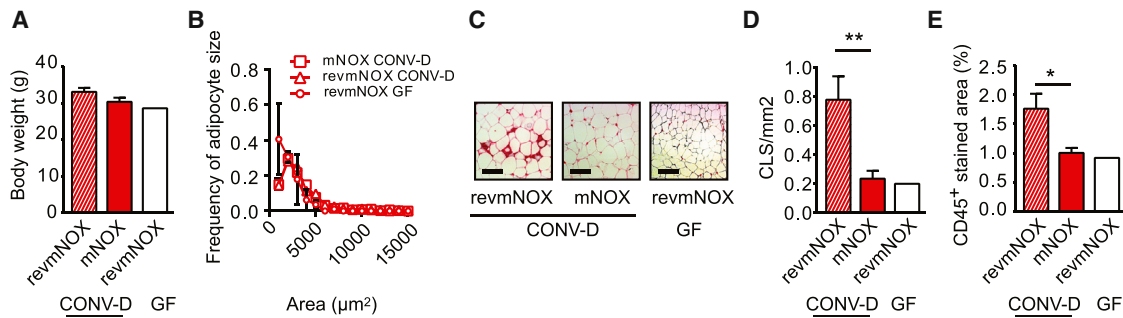 A
Body weight (g)
40
30
20
10
0
revmNOX
mNOX
revmNOX
CONV-D
GF
B
mNOX CONV-D
revmNOX CONV-D
revmNOX GF
Frequency of adipocyte size
0.8
0.6
0.4
0.2
0.0
0
5000
10000
15000
Area (µm²)
C
revmNOX
mNOX
revmNOX
CONV-D
GF
D
**
CLS/mm2
1.0
0.8
0.6
0.4
0.2
0.0
revmNOX
mNOX
revmNOX
CONV-D
GF
E
*
CD45⁺ stained area (%)
2.5
2.0
1.5
1.0
0.5
0.0
revmNOX
mNOX
revmNOX
CONV-D
GF